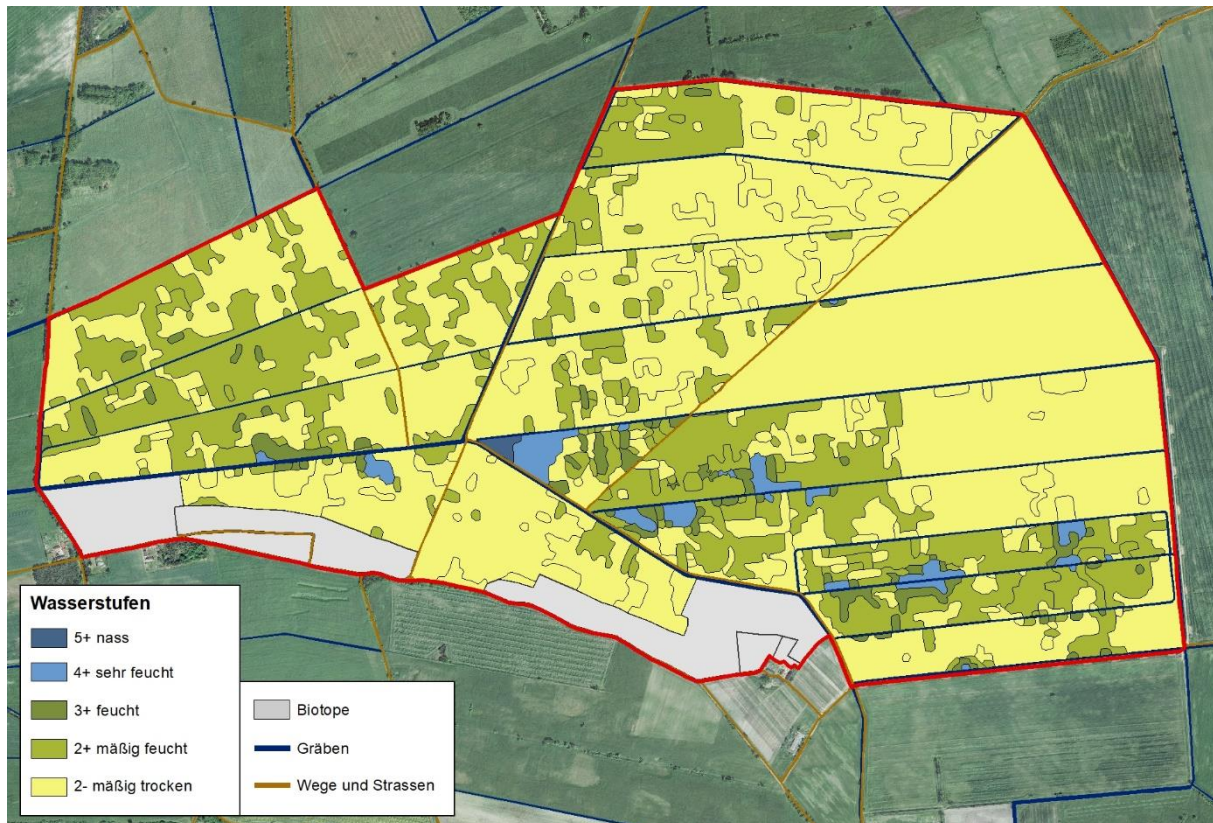 Wasserstufen
5+ nass
4+ sehr feucht
3+ feucht
2+ mäßig feucht
2- mäßig trocken
Biotope
Gräben
Wege und Strassen